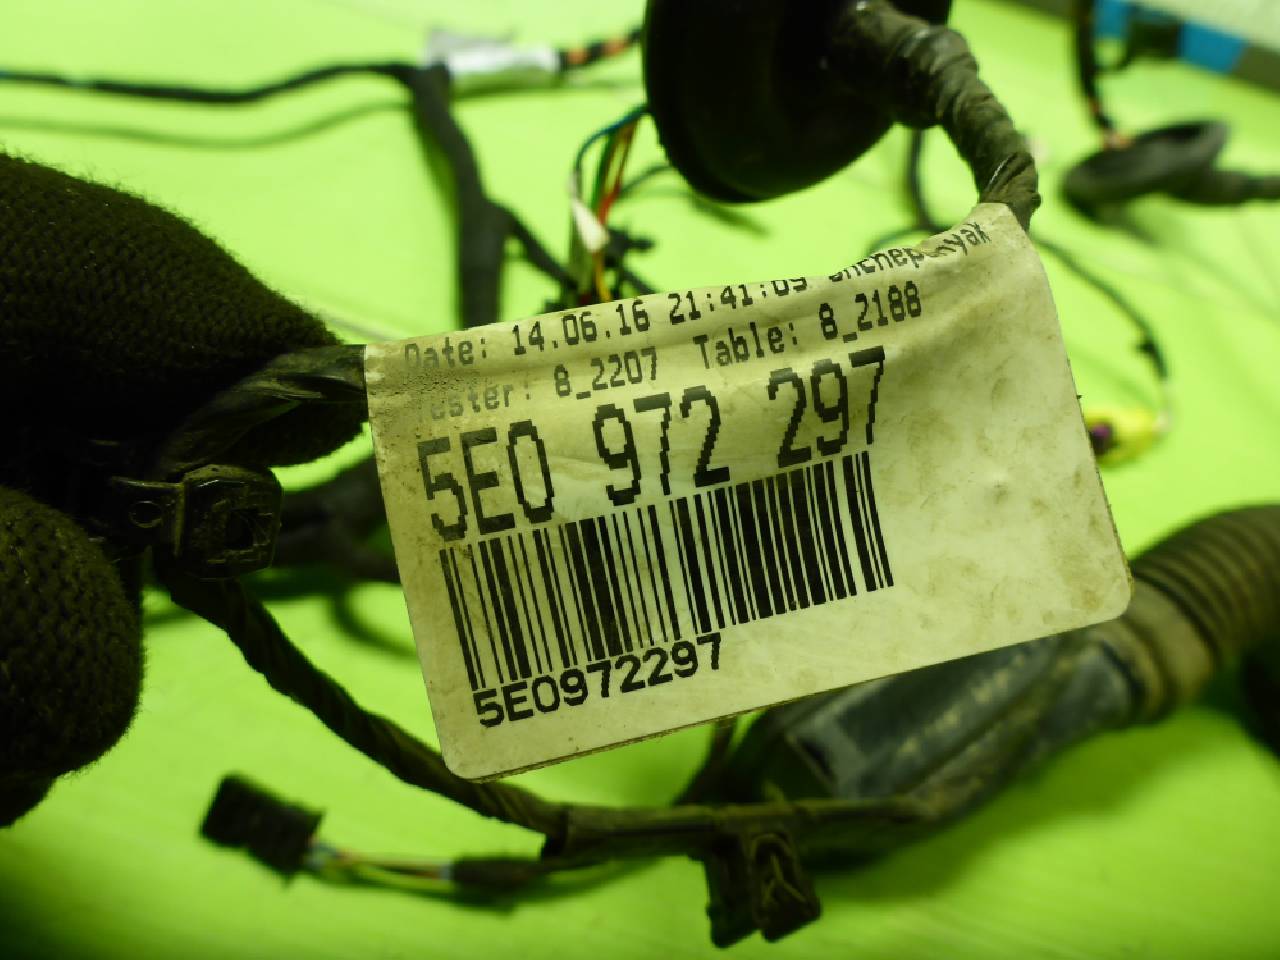 Date: 14.06.16 21:41:09
Tester: 8_2207 Table: 8_2188
5E0 972 297
5E0972297